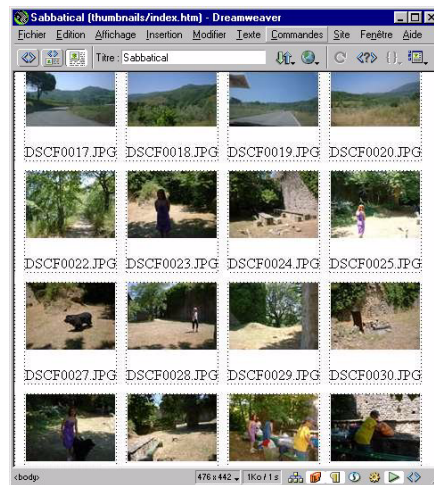 Sabbatical (thumbnails/index.htm) - Dreamweaver
Fichier Edition Affichage Insertion Modifier Texte Commandes Site Fenêtre Aide
Titre : Sabbatical
DSCF0017.JPG DSCF0018.JPG DSCF0019.JPG DSCF0020.JPG
DSCF0022.JPG DSCF0023.JPG DSCF0024.JPG DSCF0025.JPG
DSCF0027.JPG DSCF0028.JPG DSCF0029.JPG DSCF0030.JPG
<body> 476 x 442 1Ko / 1 s